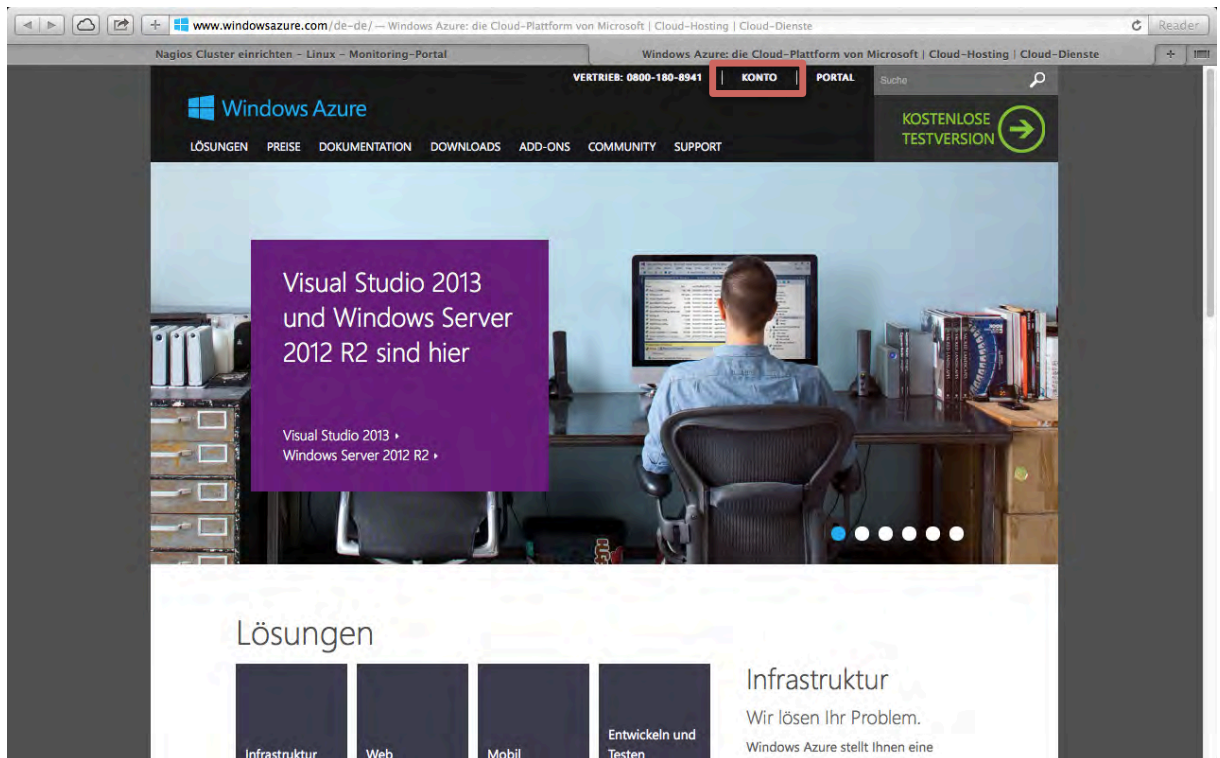 www.windowsazure.com/de-de/ — Windows Azure: die Cloud-Plattform von Microsoft | Cloud-Hosting | Cloud-Dienste
Reader
Nagios Cluster einrichten – Linux – Monitoring-Portal
Windows Azure: die Cloud-Plattform von Microsoft | Cloud-Hosting | Cloud-Dienste
VERTRIEB: 0800-180-8941 | KONTO | PORTAL
Suche
Windows Azure
KOSTENLOSE
TESTVERSION
LÖSUNGEN PREISE DOKUMENTATION DOWNLOADS ADD-ONS COMMUNITY SUPPORT
Visual Studio 2013
und Windows Server
2012 R2 sind hier
Visual Studio 2013
Windows Server 2012 R2
Lösungen
Infrastruktur
Web
Mobil
Entwickeln und
Testen
Infrastruktur
Wir lösen Ihr Problem.
Windows Azure stellt Ihnen eine